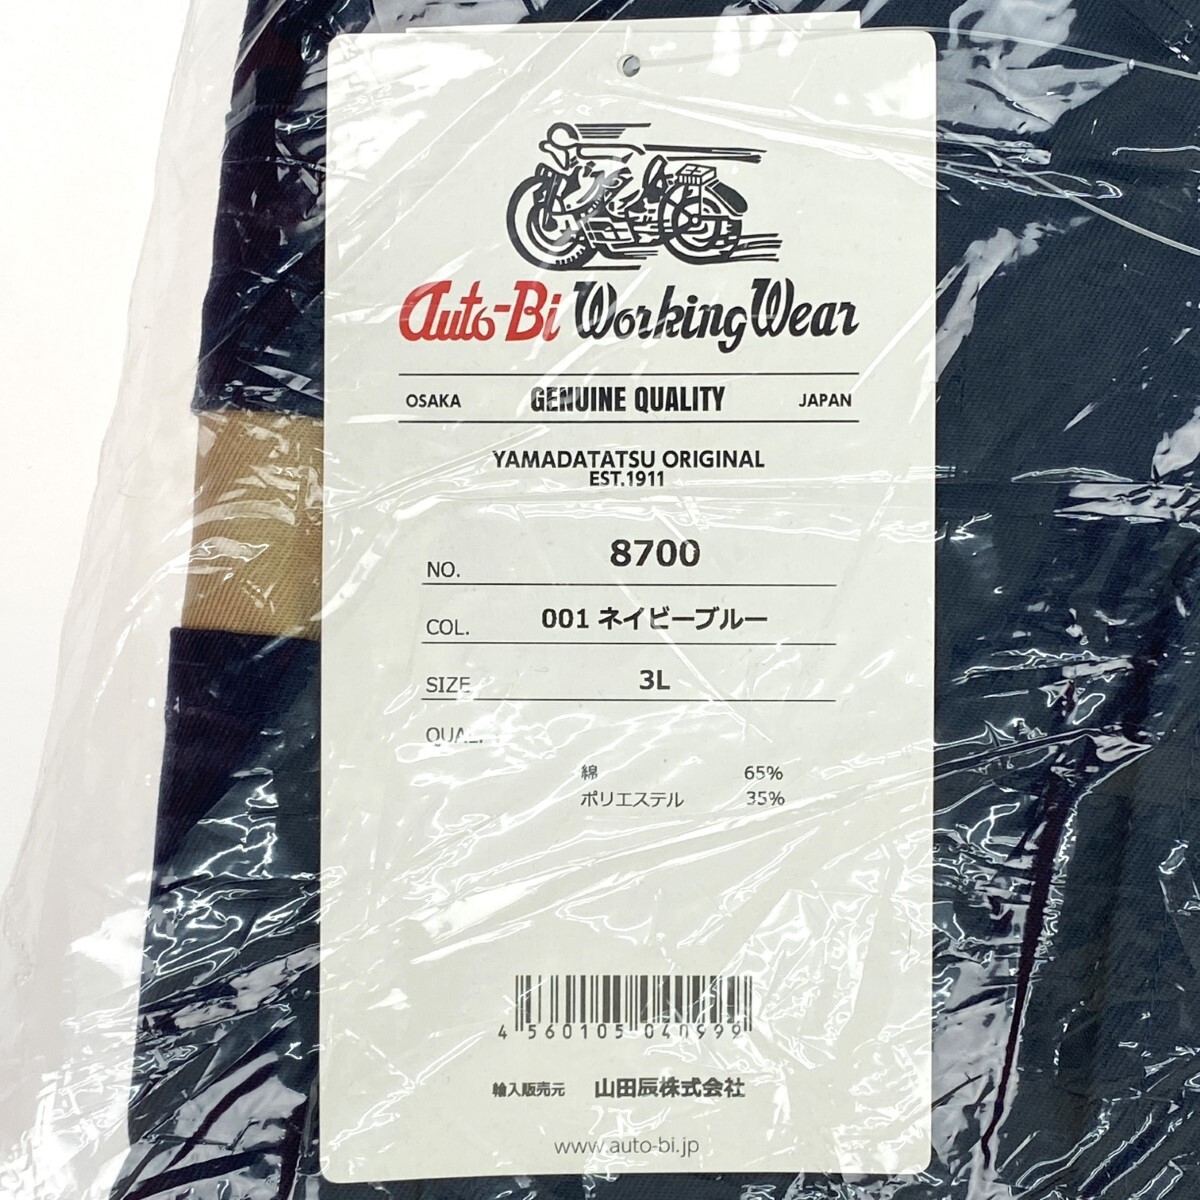 Auto-Bi Working Wear
OSAKA GENUINE QUALITY JAPAN
YAMADATATSU ORIGINAL
EST.1911
NO. 8700
COL. 001 ネイビーブルー
SIZE 3L
QUAL.
綿 65%
ポリエステル 35%
4 560105 040999
輸入販売元 山田辰株式会社
www.auto-bi.jp